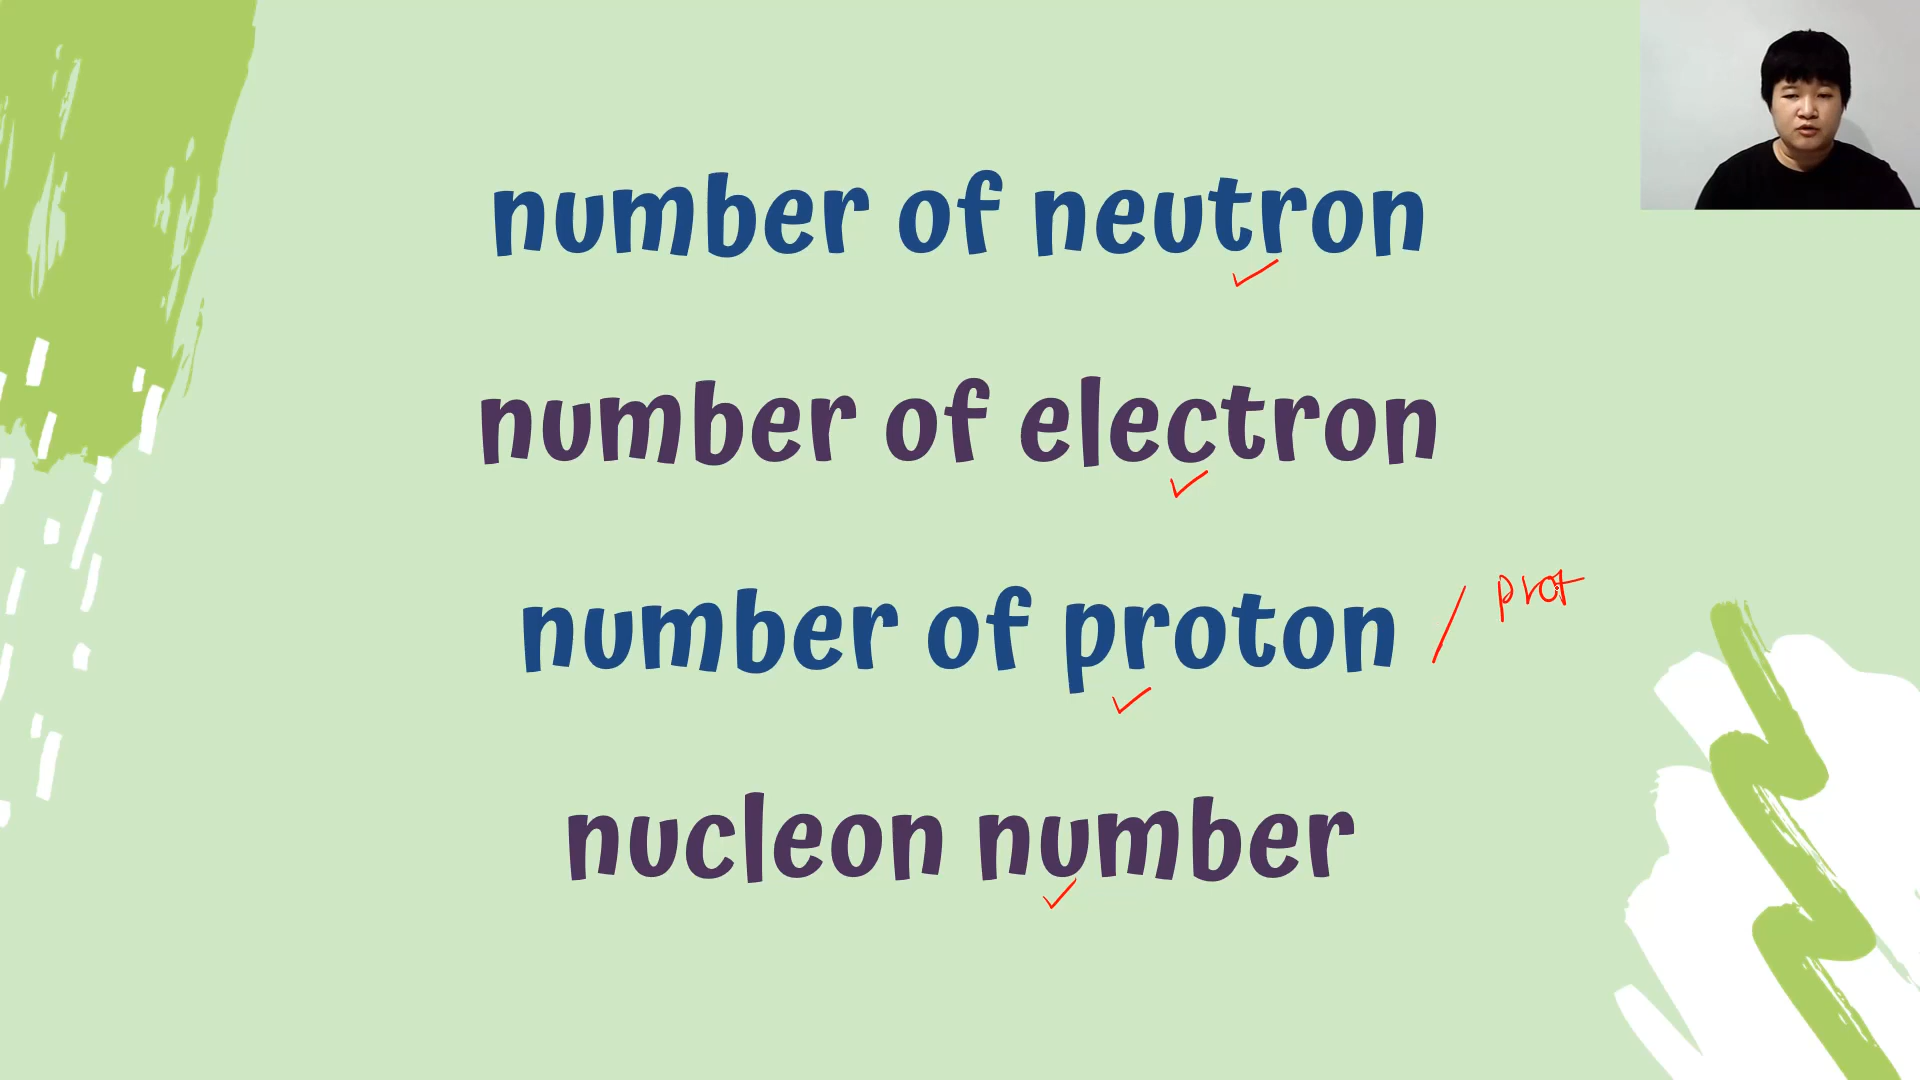 number of neutron
number of electron
number of proton / prot
nucleon number